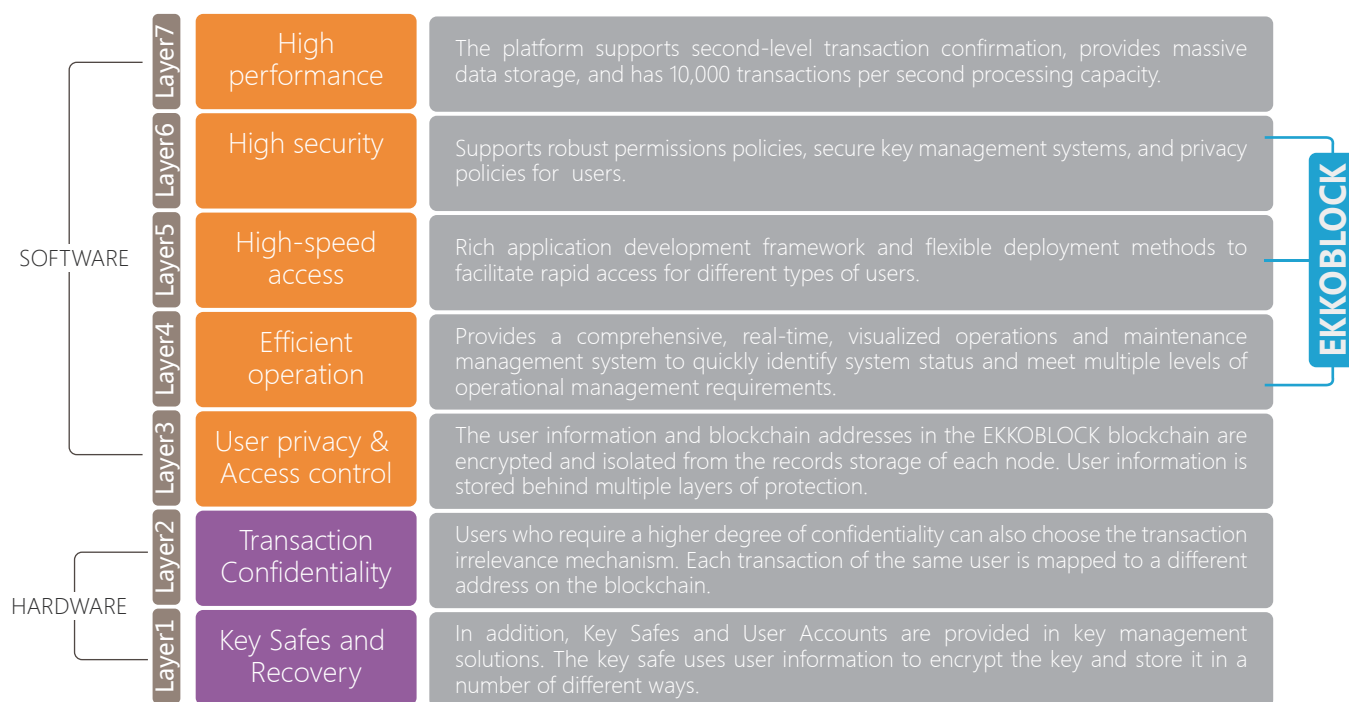 Layer7
High
performance
The platform supports second-level transaction confirmation, provides massive
data storage, and has 10,000 transactions per second processing capacity.
Layer6
High security
Supports robust permissions policies, secure key management systems, and privacy
policies for users.
EKKOBLOCK
SOFTWARE
Layer5
High-speed
access
Rich application development framework and flexible deployment methods to
facilitate rapid access for different types of users.
Layer4
Efficient
operation
Provides a comprehensive, real-time, visualized operations and maintenance
management system to quickly identify system status and meet multiple levels of
operational management requirements.
Layer3
User privacy &
Access control
The user information and blockchain addresses in the EKKOBLOCK blockchain are
encrypted and isolated from the records storage of each node. User information is
stored behind multiple layers of protection.
HARDWARE
Layer2
Transaction
Confidentiality
Users who require a higher degree of confidentiality can also choose the transaction
irrelevance mechanism. Each transaction of the same user is mapped to a different
address on the blockchain.
Layer1
Key Safes and
Recovery
In addition, Key Safes and User Accounts are provided in key management
solutions. The key safe uses user information to encrypt the key and store it in a
number of different ways.